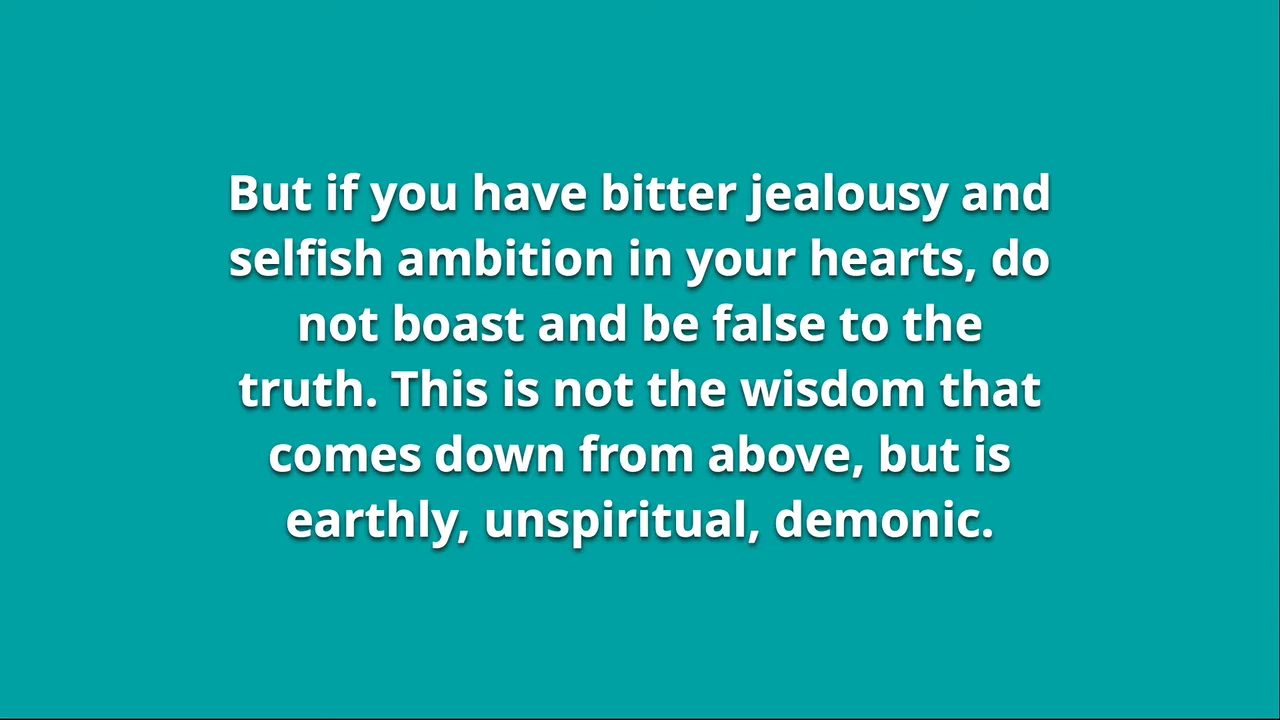 But if you have bitter jealousy and
selfish ambition in your hearts, do
not boast and be false to the
truth. This is not the wisdom that
comes down from above, but is
earthly, unspiritual, demonic.